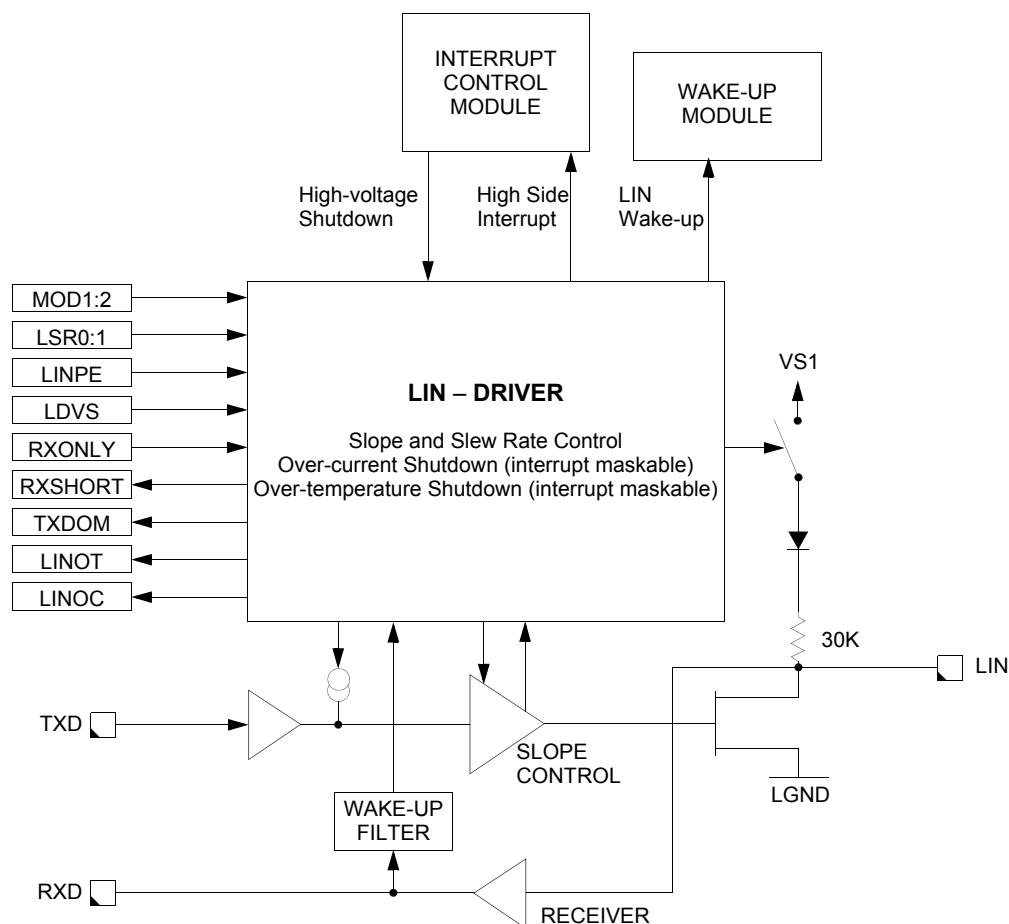 INTERRUPT
CONTROL
MODULE
WAKE-UP
MODULE
High-voltage
Shutdown
High Side
Interrupt
LIN
Wake-up
MOD1:2
LSR0:1
LINPE
LDVS
RXONLY
RXSHORT
TXDOM
LINOT
LINOC
LIN – DRIVER
Slope and Slew Rate Control
Over-current Shutdown (interrupt maskable)
Over-temperature Shutdown (interrupt maskable)
VS1
30K
LIN
TXD
SLOPE
CONTROL
LGND
WAKE-UP
FILTER
RXD
RECEIVER